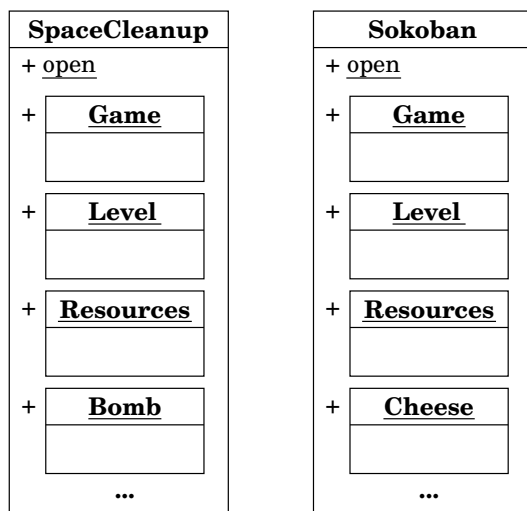 SpaceCleanup
+ open
+ Game
+ Level
+ Resources
+ Bomb
...
Sokoban
+ open
+ Game
+ Level
+ Resources
+ Cheese
...